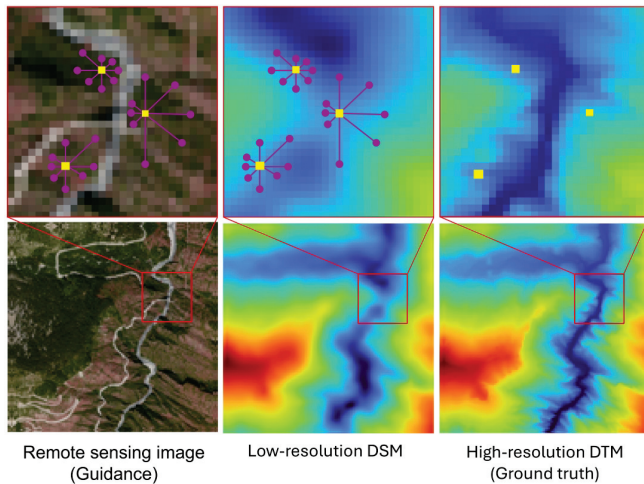 Remote sensing image
(Guidance)
Low-resolution DSM
High-resolution DTM
(Ground truth)